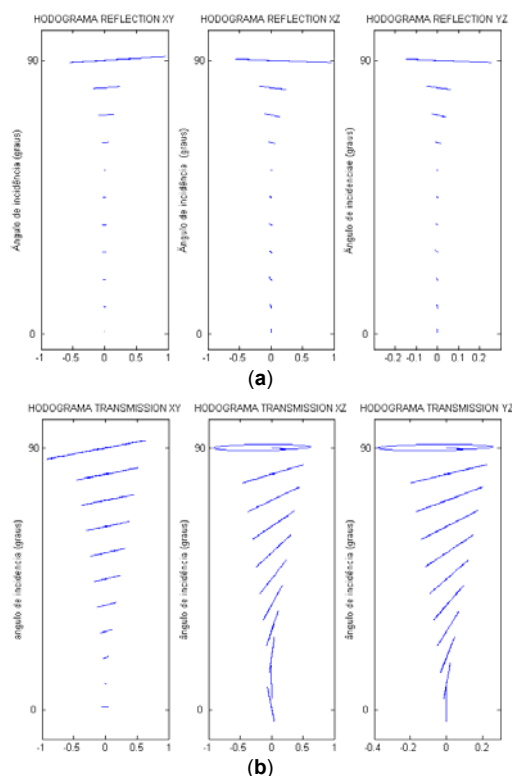 HODOGRAMA REFLECTION XY
HODOGRAMA REFLECTION XZ
HODOGRAMA REFLECTION YZ
Ângulo de incidência (graus)
Ângulo de incidência (graus)
Ângulo de incidenciae (graus)
90
0
-1 -0.5 0 0.5 1
90
0
-1 -0.5 0 0.5 1
90
0
-0.2 -0.1 0 0.1 0.2
(a)
HODOGRAMA TRANSMISSION XY
HODOGRAMA TRANSMISSION XZ
HODOGRAMA TRANSMISSION YZ
ângulo de incidência (graus)
ângulo de incidência (graus)
ângulo de incidência (graus)
90
0
-1 -0.5 0 0.5 1
90
0
-1 -0.5 0 0.5 1
90
0
-0.4 -0.2 0 0.2
(b)